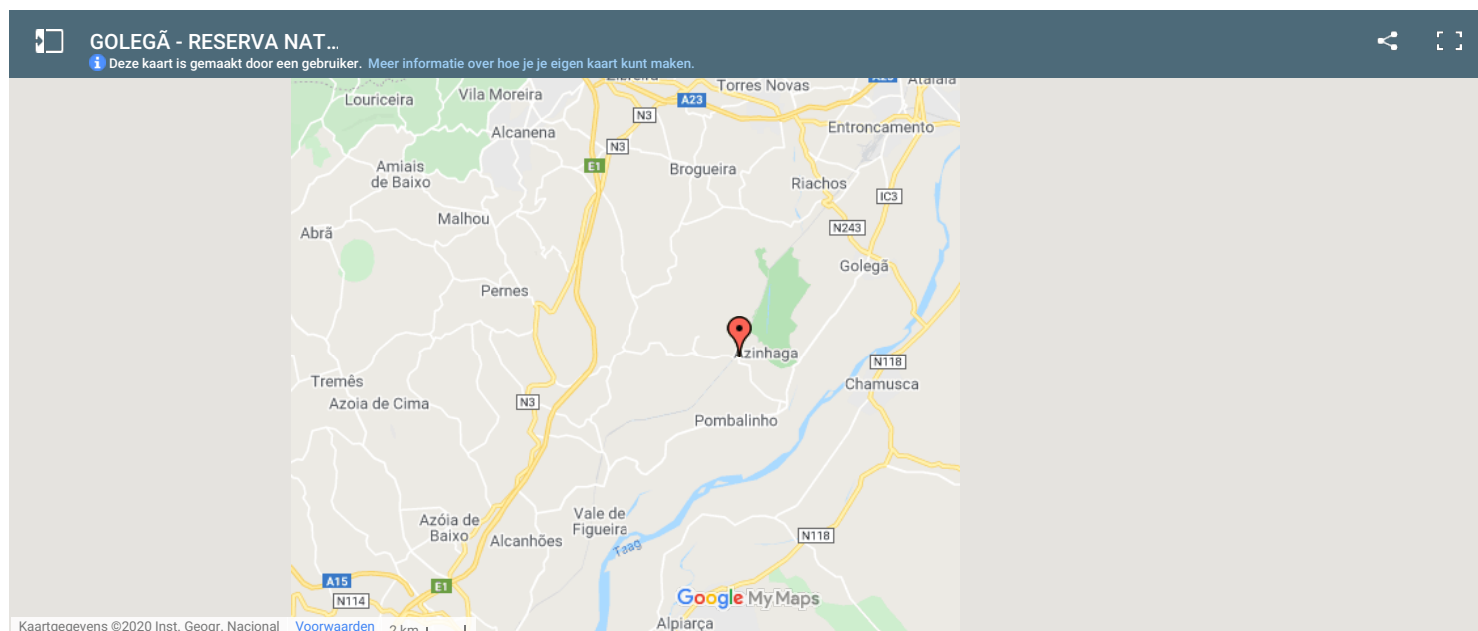 GOLEGÃ - RESERVA NAT...
Deze kaart is gemaakt door een gebruiker. Meer informatie over hoe je je eigen kaart kunt maken.
Zibreira
Torres Novas
A23
Atalaia
Louriceira
Vila Moreira
A23
N3
Alcanena
Entroncamento
N3
E1
Amiais
de Baixo
Brogueira
Riachos
IC3
Malhou
N243
Abrã
Golegã
Pernes
Azinhaga
N118
Tremês
Chamusca
Azoia de Cima
N3
Pombalinho
Azóia de
Baixo
Vale de
Figueira
Alcanhões
N118
Taag
A15
E1
N114
Google My Maps
Alpiarça
Kaartgegevens ©2020 Inst. Geogr. Nacional
Voorwaarden
2 km